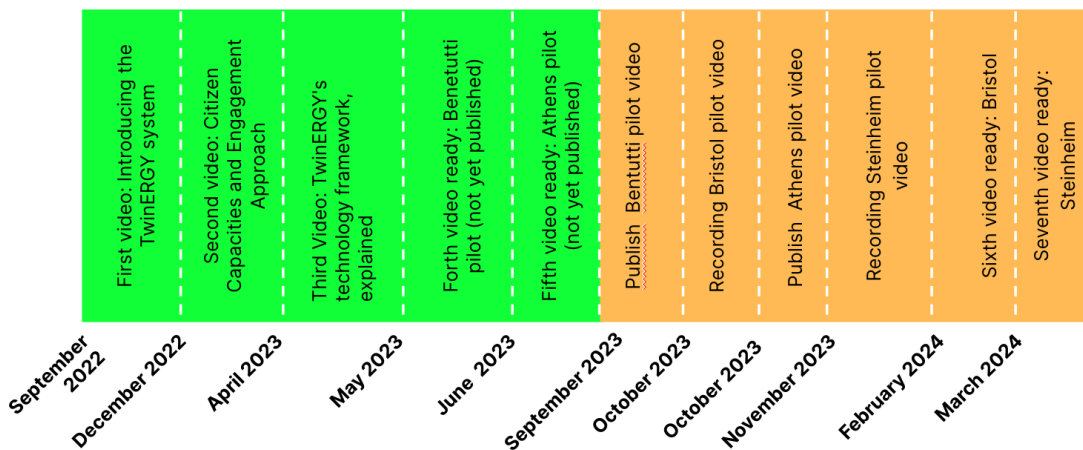 First video: Introducing the
TwinERGY system
Second video: Citizen
Capacities and Engagement
Approach
Third Video: TwinERGY's
technology framework,
explained
Forth video ready: Benetutti
pilot (not yet published)
Fifth video ready: Athens pilot
(not yet published)
Publish Bentutti pilot video
Recording Bristol pilot video
Publish Athens pilot video
Recording Steinheim pilot
video
Sixth video ready: Bristol
Seventh video ready:
Steinheim
September
2022
December 2022
April 2023
May 2023
June 2023
September 2023
October 2023
October 2023
November 2023
February 2024
March 2024